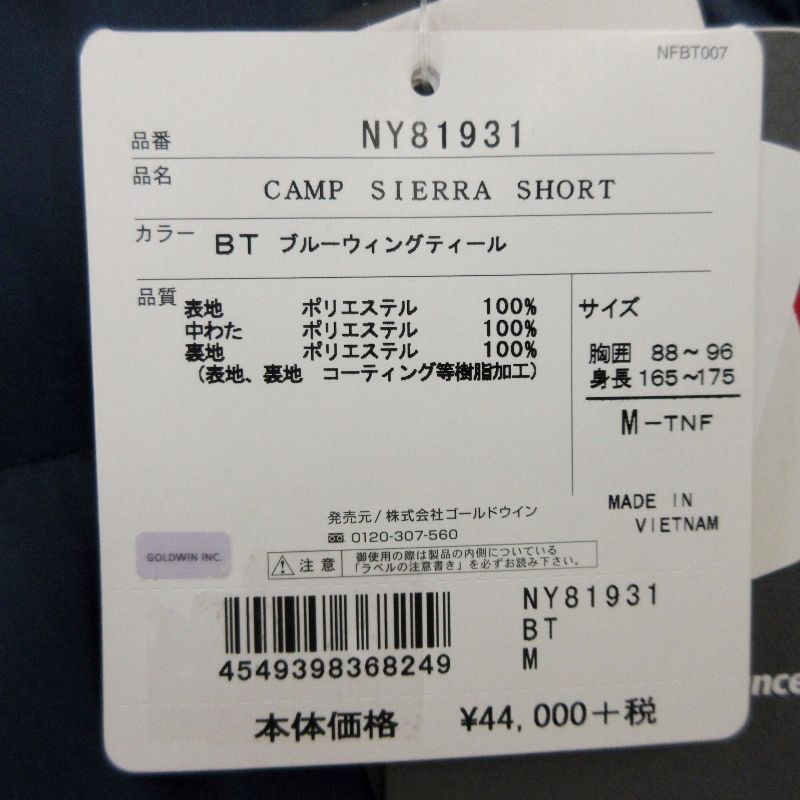 NFBT007
品番 NY81931
品名 CAMP SIERRA SHORT
カラー BT ブルーウィングティール
品質 表地 ポリエステル 100%
中わた ポリエステル 100%
裏地 ポリエステル 100%
(表地、裏地 コーティング等樹脂加工)
サイズ
胸囲 88~96
身長 165~175
M-TNF
MADE IN
VIETNAM
発売元/株式会社ゴールドウイン
0120-307-560
GOLDWIN INC.
注意 御使用の際は製品の内側についている
「ラベルの注意書き」を必ずお読み下さい。
4549398368249
NY81931
BT
M
本体価格 ¥44,000+税
nce